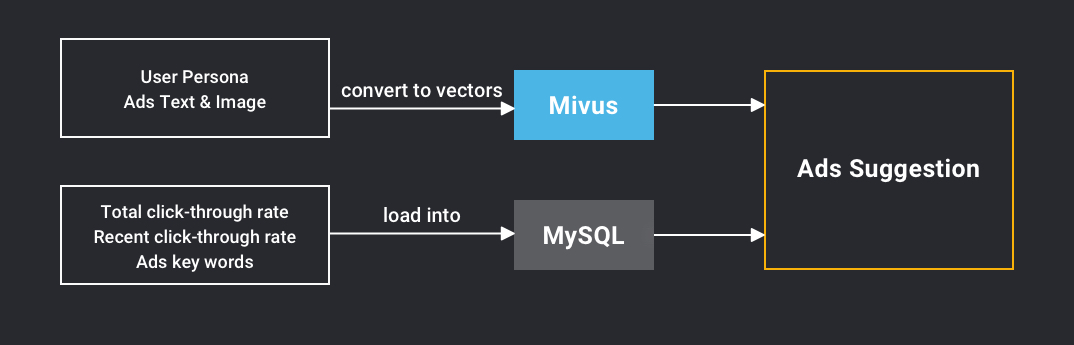 User Persona
Ads Text & Image
convert to vectors
Mivus
Ads Suggestion
Total click-through rate
Recent click-through rate
Ads key words
load into
MySQL